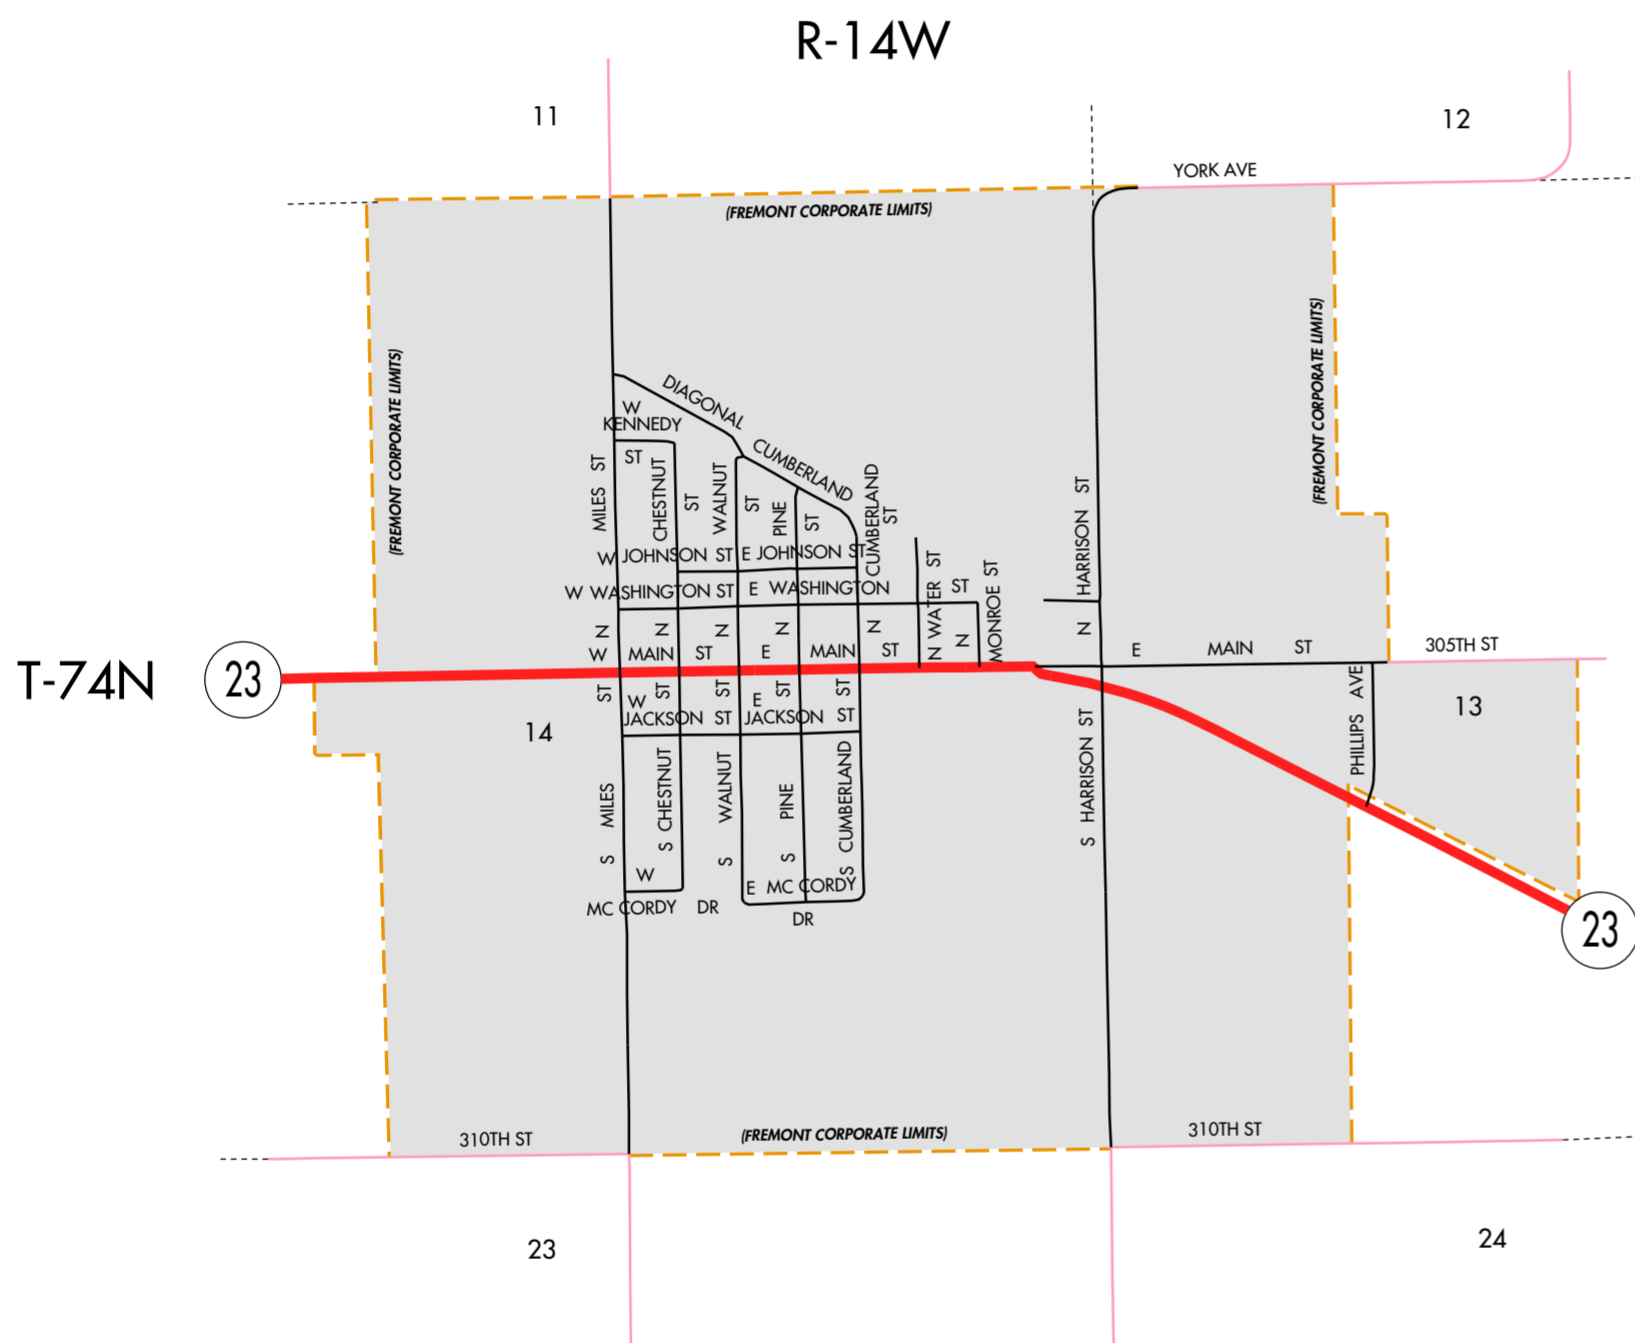 R-14W
11
12
YORK AVE
(FREMONT CORPORATE LIMITS)
(FREMONT CORPORATE LIMITS)
(FREMONT CORPORATE LIMITS)
DIAGONAL
W
KENNEDY
ST
CUMBERLAND
MILES ST
CHESTNUT
ST
WALNUT
ST
PINE
ST
CUMBERLAND
ST
HARRISON ST
W JOHNSON ST
E JOHNSON ST
W WASHINGTON ST
E WASHINGTON
ST
N WATER ST
MONROE ST
N
N
N
N
N
N
N
W MAIN ST
E MAIN ST
E MAIN ST
305TH ST
T-74N
23
ST
ST
ST
ST
ST
PHILLIPS AVE
13
14
W
JACKSON ST
E
JACKSON ST
S HARRISON ST
S MILES
S CHESTNUT
S WALNUT
S PINE
S CUMBERLAND
W
MC CORDY DR
E MC CORDY
DR
23
310TH ST
(FREMONT CORPORATE LIMITS)
310TH ST
23
24